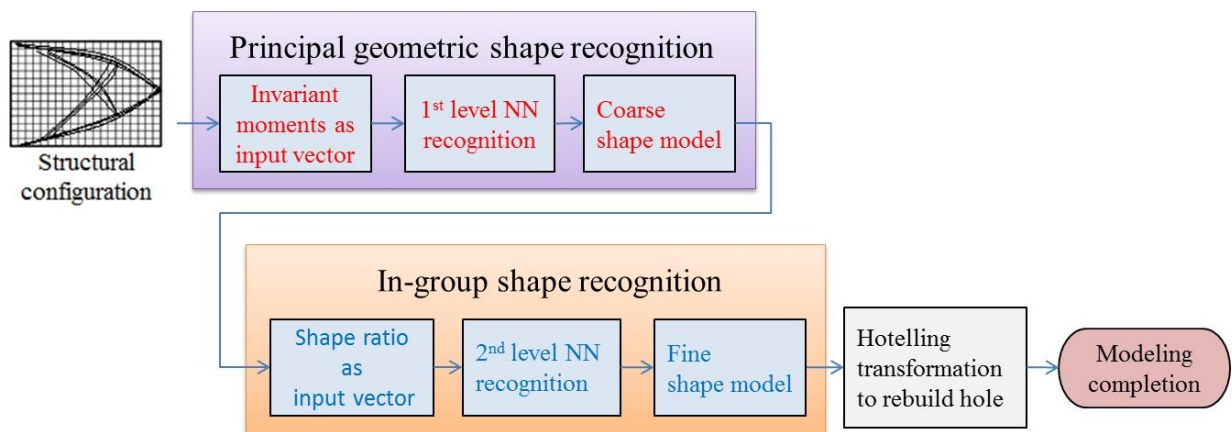 Structural
configuration
Principal geometric shape recognition
Invariant
moments as
input vector
1st level NN
recognition
Coarse
shape model
In-group shape recognition
Shape ratio
as
input vector
2nd level NN
recognition
Fine
shape model
Hotelling
transformation
to rebuild hole
Modeling
completion